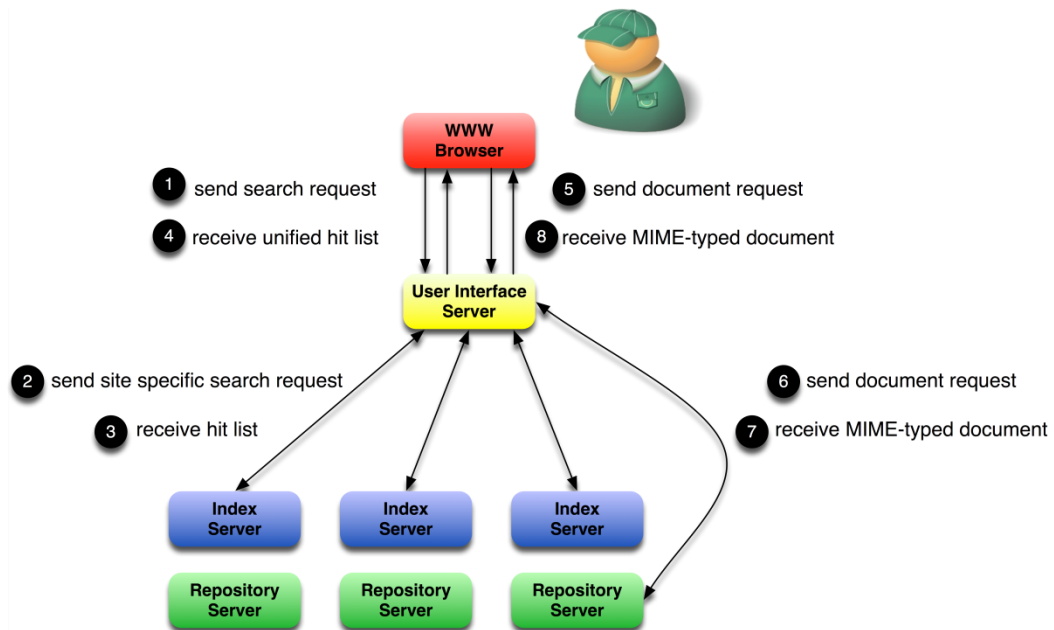 WWW
Browser
1 send search request
5 send document request
4 receive unified hit list
8 receive MIME-typed document
User Interface
Server
2 send site specific search request
6 send document request
3 receive hit list
7 receive MIME-typed document
Index
Server
Index
Server
Index
Server
Repository
Server
Repository
Server
Repository
Server